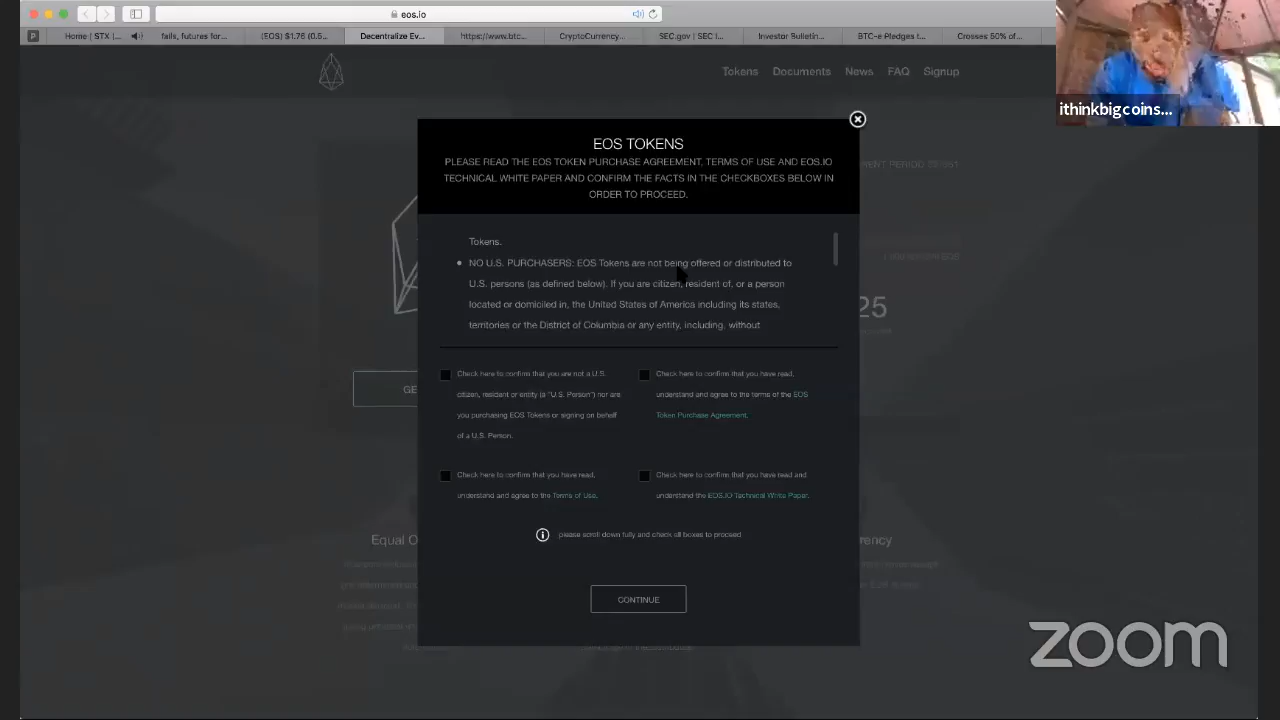 eos.io
P
Home | STX |...
fails, futures for...
(EOS) $1.76 (0.5...
Decentralize Ev...
https://www.btc...
CryptoCurrency...
SEC.gov | SEC I...
Investor Bulletin...
BTC-e Pledges t...
Crosses 50% of...
Tokens
Documents
News
FAQ
Signup
ithinkbigcoins...
EOS TOKENS
PLEASE READ THE EOS TOKEN PURCHASE AGREEMENT, TERMS OF USE AND EOS.IO
TECHNICAL WHITE PAPER AND CONFIRM THE FACTS IN THE CHECKBOXES BELOW IN
ORDER TO PROCEED.
Tokens.
NO U.S. PURCHASERS: EOS Tokens are not being offered or distributed to
U.S. persons (as defined below). If you are citizen, resident of, or a person
located or domiciled in, the United States of America including its states,
territories or the District of Columbia or any entity, including, without
25
GE
Check here to confirm that you are not a U.S.
citizen, resident or entity (a "U.S. Person") nor are
you purchasing EOS Tokens or signing on behalf
of a U.S. Person.
Check here to confirm that you have read,
understand and agree to the terms of the EOS
Token Purchase Agreement.
Check here to confirm that you have read,
understand and agree to the Terms of Use.
Check here to confirm that you have read and
understand the EOS.IO Technical White Paper.
please scroll down fully and check all boxes to proceed
Equal O
rency
CONTINUE
zoom